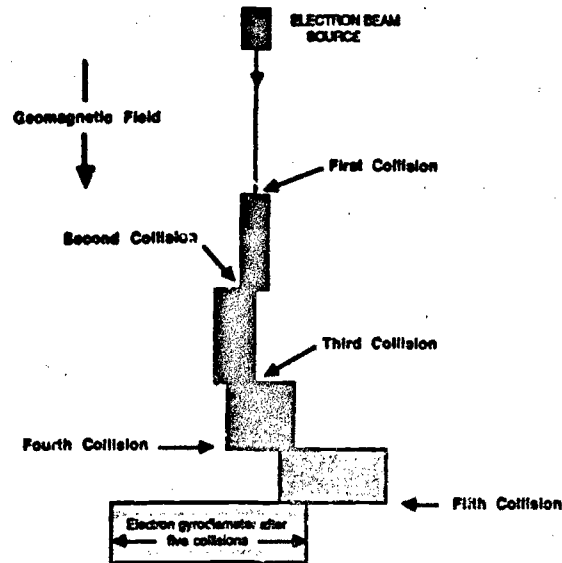 ELECTRON BEAM
SOURCE
Geomagnetic Field
First Collision
Second Collision
Third Collision
Fourth Collision
Fifth Collision
Electron gyrodiameter after
five collisions